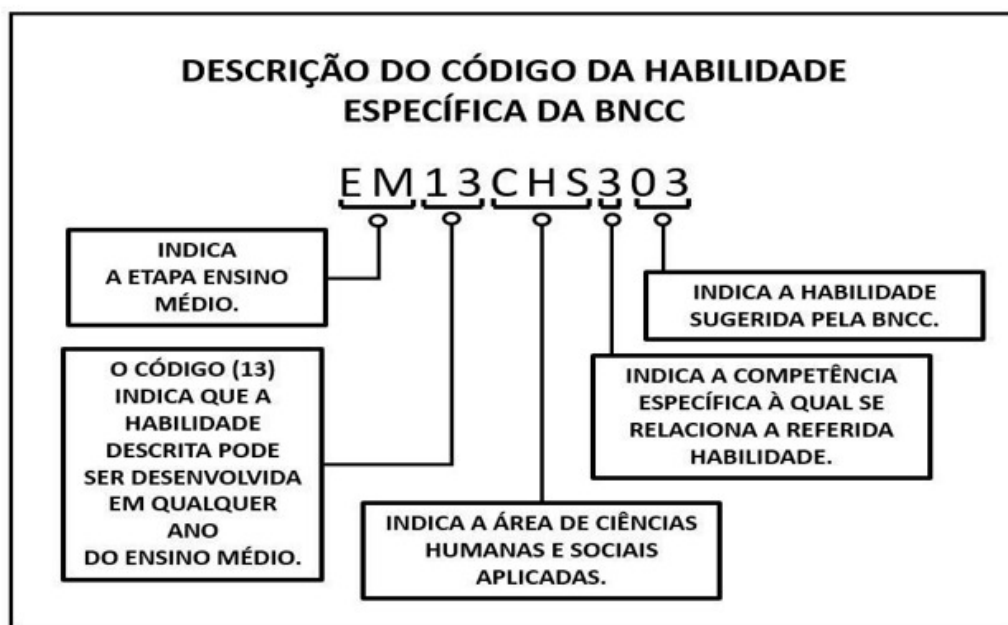 DESCRIÇÃO DO CÓDIGO DA HABILIDADE
ESPECÍFICA DA BNCC
EM13CHS303
INDICA
A ETAPA ENSINO
MÉDIO.
O CÓDIGO (13)
INDICA QUE A
HABILIDADE
DESCRITA PODE
SER DESENVOLVIDA
EM QUALQUER
ANO
DO ENSINO MÉDIO.
INDICA A ÁREA DE CIÊNCIAS
HUMANAS E SOCIAIS
APLICADAS.
INDICA A COMPETÊNCIA
ESPECÍFICA À QUAL SE
RELACIONA A REFERIDA
HABILIDADE.
INDICA A HABILIDADE
SUGERIDA PELA BNCC.